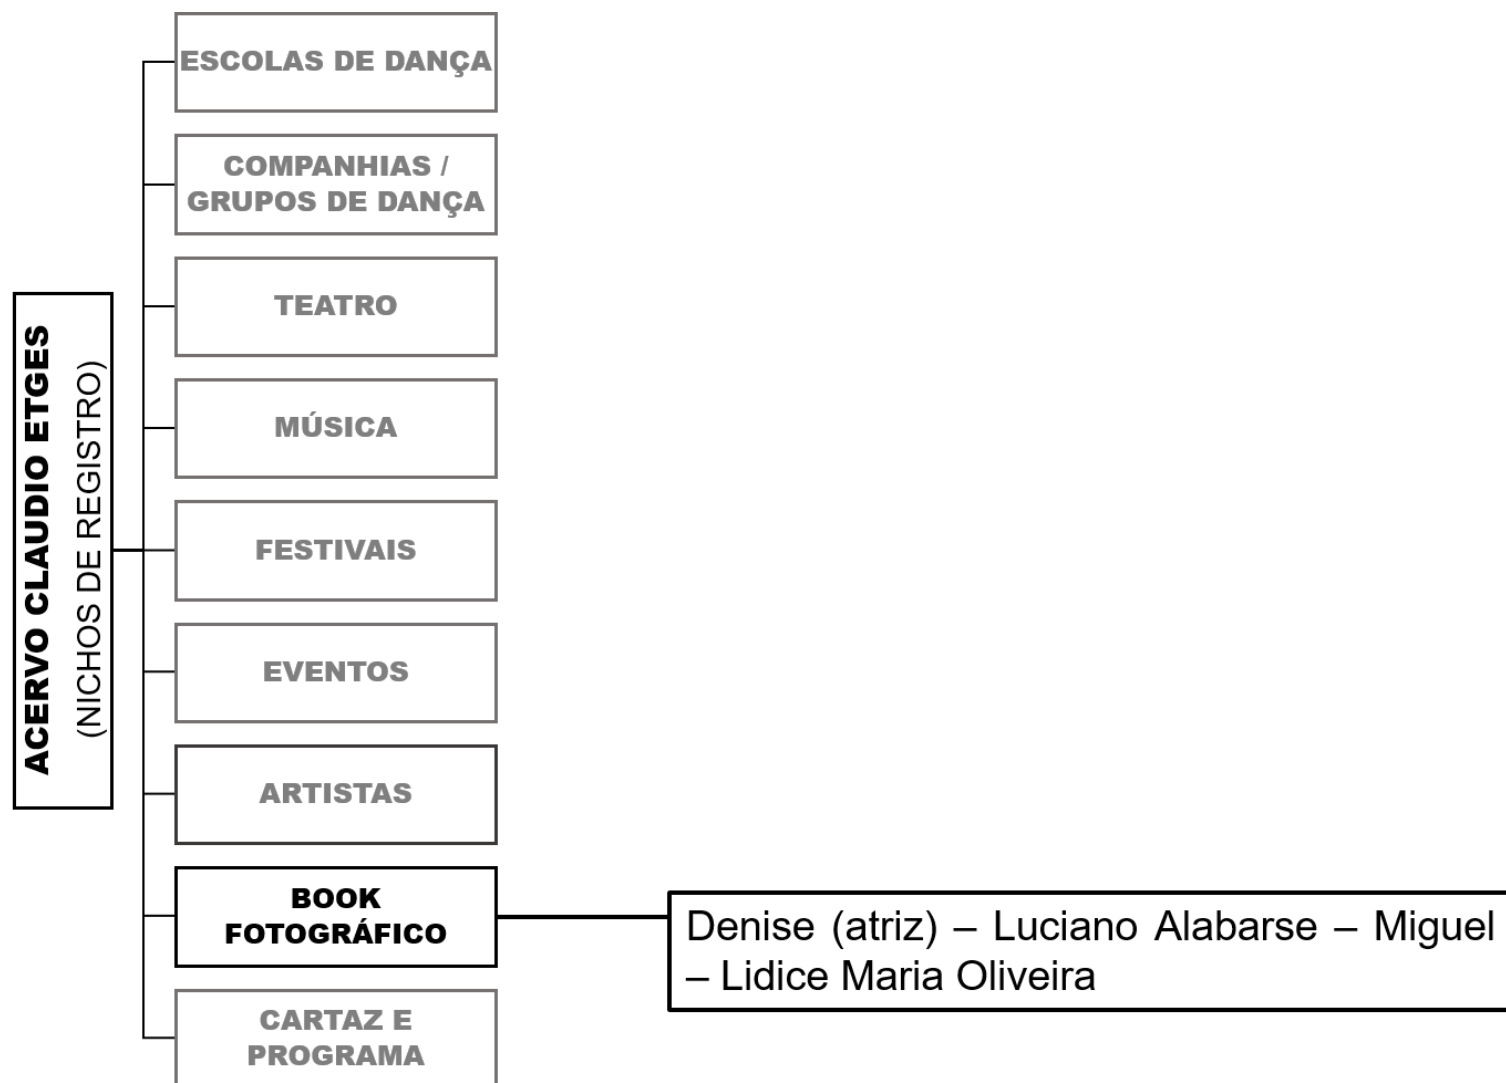 ACERVO CLAUDIO ETGES
(NICHOS DE REGISTRO)
ESCOLAS DE DANÇA
COMPANHIAS /
GRUPOS DE DANÇA
TEATRO
MÚSICA
FESTIVAIS
EVENTOS
ARTISTAS
BOOK
FOTOGRÁFICO
Denise (atriz) – Luciano Alabarse – Miguel
– Lidice Maria Oliveira
CARTAZ E
PROGRAMA